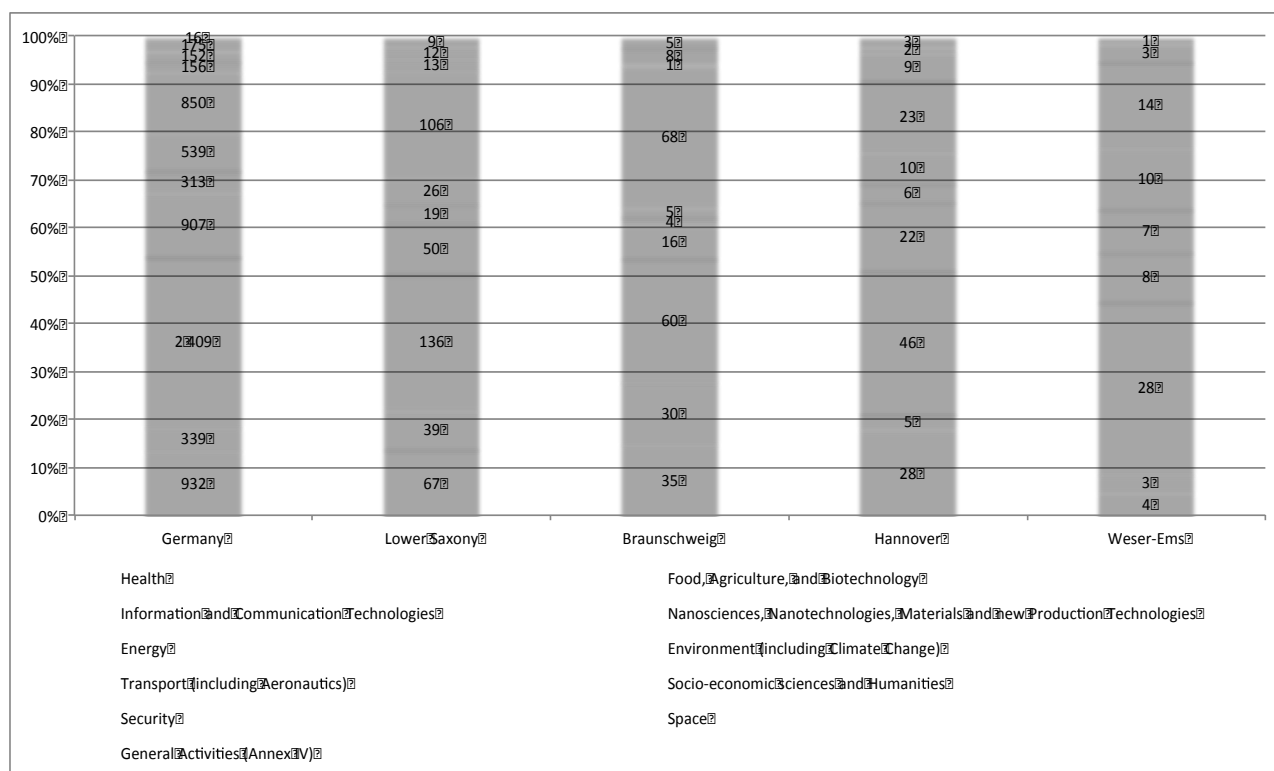 100%
90%
80%
70%
60%
50%
40%
30%
20%
10%
0%
16 9 5 3 1
175 12 8 2 3
152 13 1 9 14
156 106 68 23 10
850 26 5 10 7
539 19 4 6 8
313 50 16 22 28
907 136 60 46 3
2 409 39 30 5 4
339 67 35 28
932
Germany Lower Saxony Braunschweig Hannover Weser-Ems
Health Food, Agriculture, and Biotechnology
Information and Communication Technologies Nanosciences, Nanotechnologies, Materials and new Production Technologies
Energy Environment (including Climate Change)
Transport (including Aeronautics) Socio-economic sciences and Humanities
Security Space
General Activities (Annex IV)